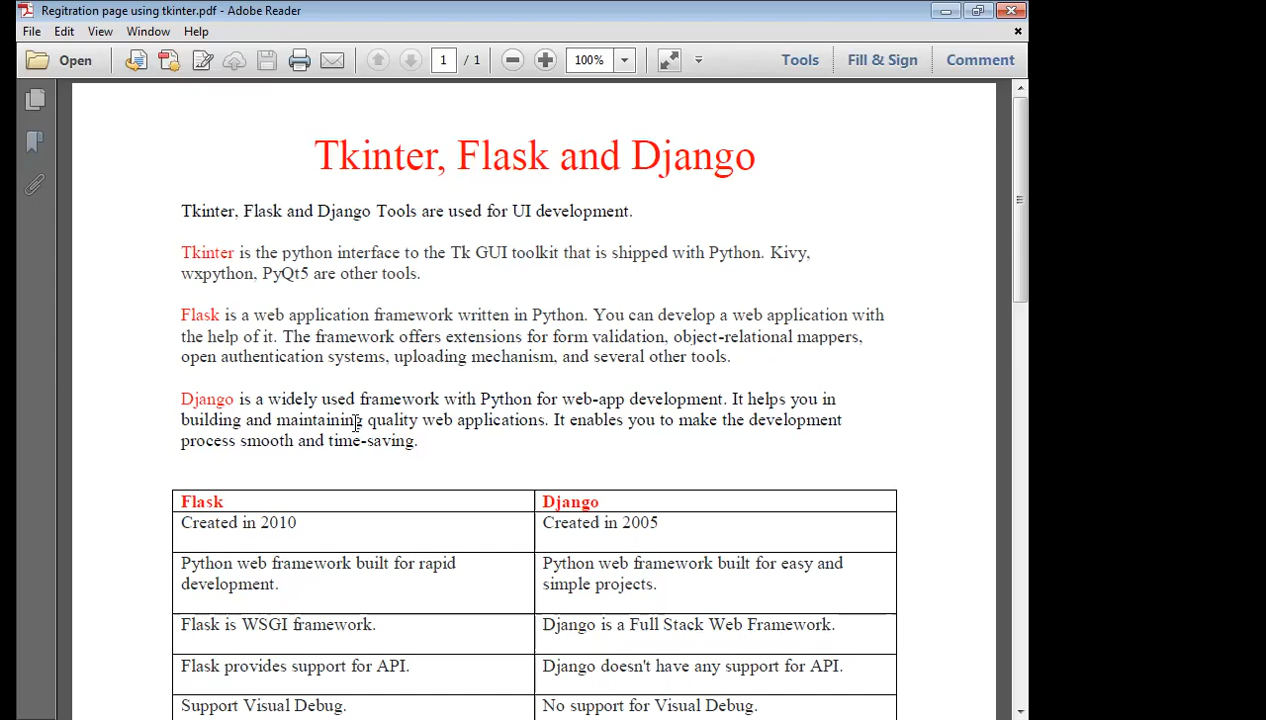 Regitration page using tkinter.pdf - Adobe Reader
File Edit View Window Help
Open 1 / 1 100% Tools Fill & Sign Comment
Tkinter, Flask and Django
Tkinter, Flask and Django Tools are used for UI development.
Tkinter is the python interface to the Tk GUI toolkit that is shipped with Python. Kivy,
wxpython, PyQt5 are other tools.
Flask is a web application framework written in Python. You can develop a web application with
the help of it. The framework offers extensions for form validation, object-relational mappers,
open authentication systems, uploading mechanism, and several other tools.
Django is a widely used framework with Python for web-app development. It helps you in
building and maintaining quality web applications. It enables you to make the development
process smooth and time-saving.
Flask Django
Created in 2010 Created in 2005
Python web framework built for rapid Python web framework built for easy and
development. simple projects.
Flask is WSGI framework. Django is a Full Stack Web Framework.
Flask provides support for API. Django doesn't have any support for API.
Support Visual Debug. No support for Visual Debug.